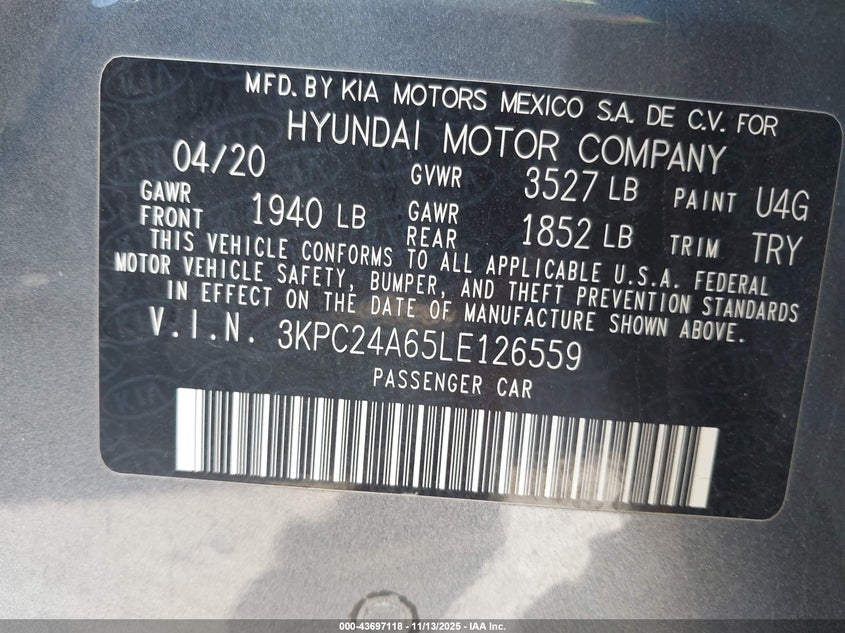 MFD. BY KIA MOTORS MEXICO S.A. DE C.V. FOR
HYUNDAI MOTOR COMPANY
04/20 GVWR 3527 LB PAINT U4G
GAWR FRONT 1940 LB GAWR REAR 1852 LB TRIM TRY
THIS VEHICLE CONFORMS TO ALL APPLICABLE U.S.A. FEDERAL
MOTOR VEHICLE SAFETY, BUMPER, AND THEFT PREVENTION STANDARDS
IN EFFECT ON THE DATE OF MANUFACTURE SHOWN ABOVE.
V.I.N. 3KPC24A65LE126559
PASSENGER CAR
000-43697118 - 11/13/2025 - IAA Inc.